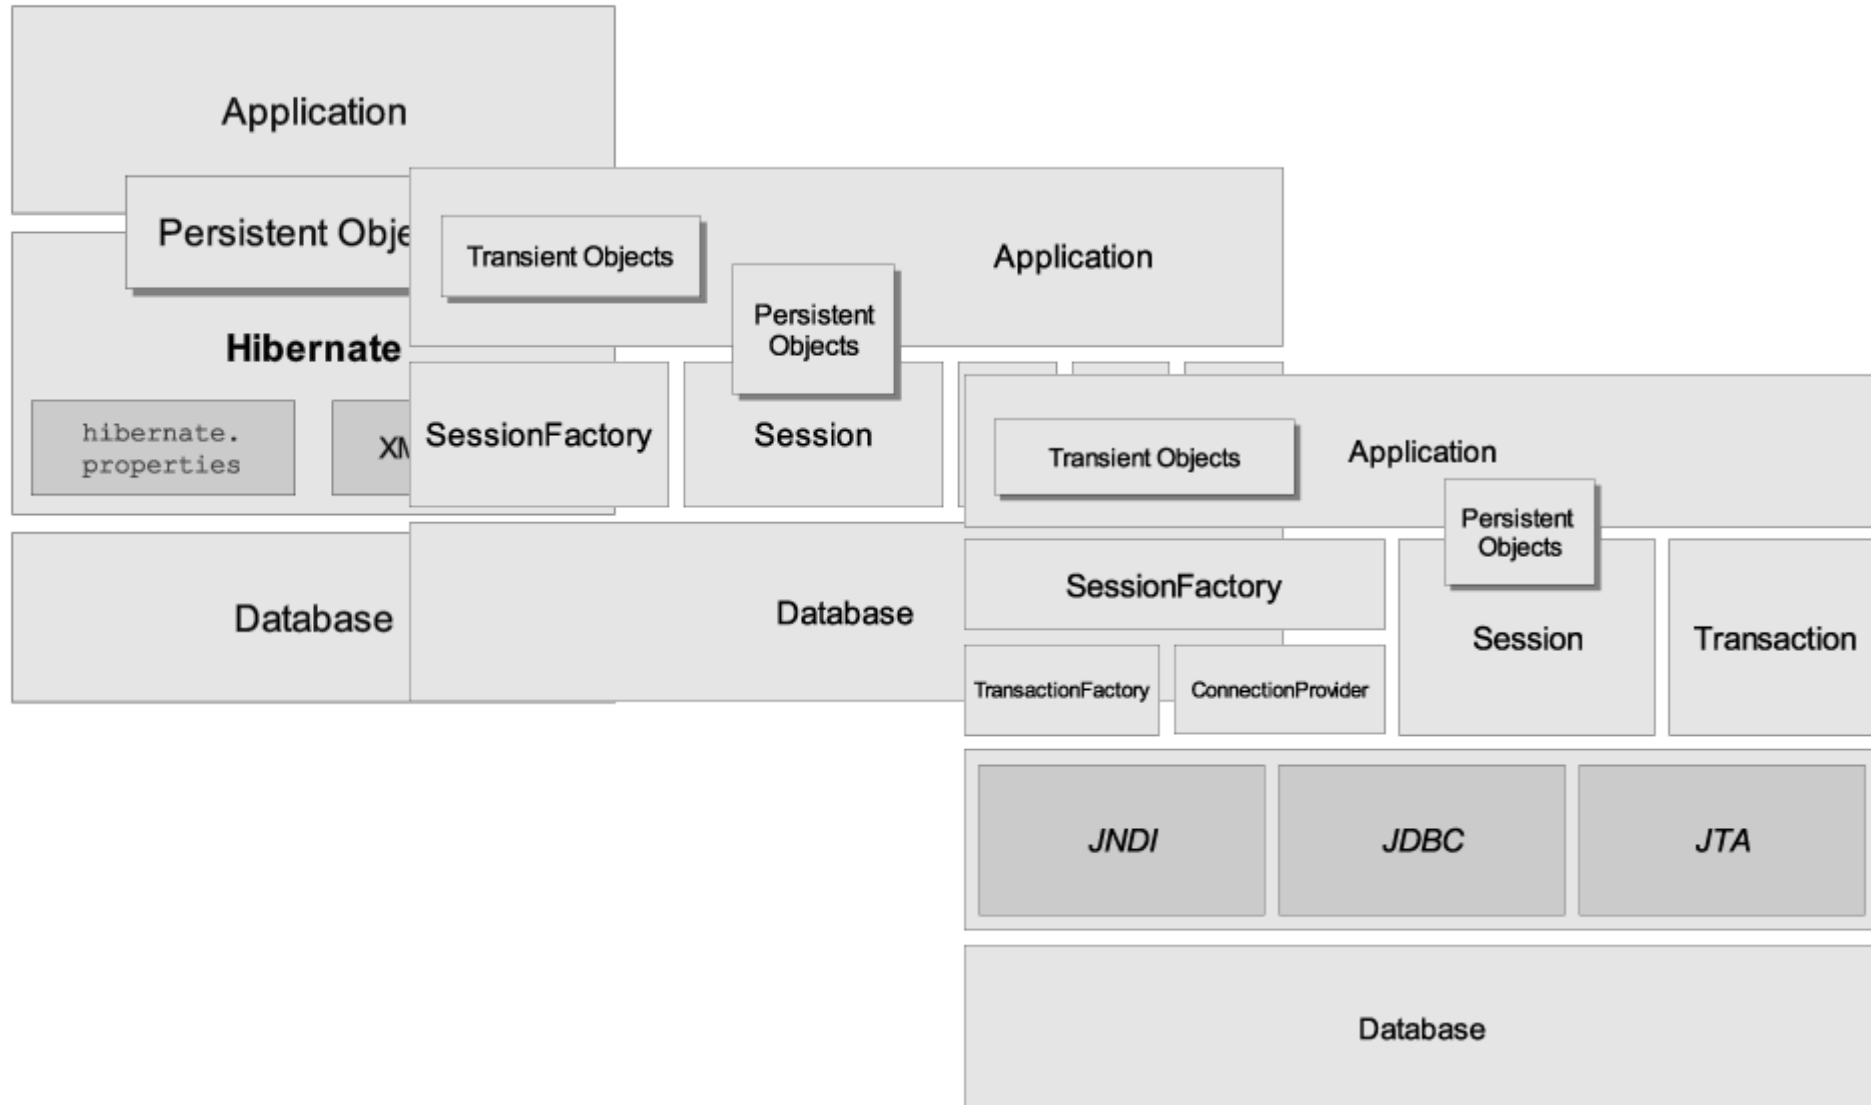 Application
Persistent Obje
Hibernate
hibernate.
properties
XM
Database
Transient Objects
Application
Persistent
Objects
SessionFactory
Session
Database
Transient Objects
Application
Persistent
Objects
SessionFactory
Session
Transaction
TransactionFactory
ConnectionProvider
JNDI
JDBC
JTA
Database